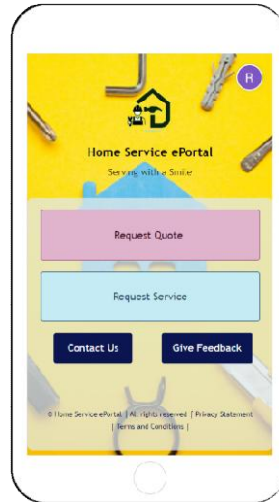 H
Home Service ePortal
Serving with a Smile
Request Quote
Request Service
Contact Us
Give Feedback
© Home Service ePortal | All rights reserved | Privacy Statement
| Terms and Conditions |